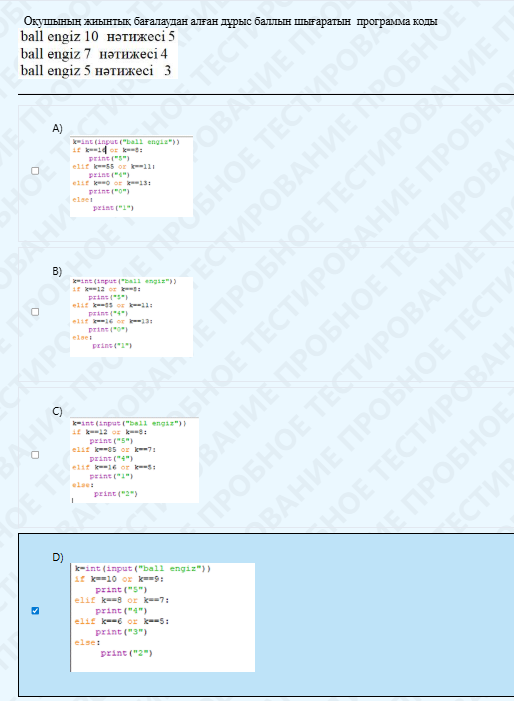 Окушының жиынтық бағалаудан алған дұрыс баллын шығаратын программа коды
ball engiz 10 нәтижесі 5
ball engiz 7 нәтижесі 4
ball engiz 5 нәтижесі 3
A)
k=int(input("ball engiz"))
if k==16 or k==8:
print("5")
elif k==55 or k==11:
print("4")
elif k==0 or k==13:
print("0")
else:
print("1")
B)
k=int(input("ball engiz"))
if k==12 or k==8:
print("5")
elif k==85 or k==11:
print("4")
elif k==16 or k==13:
print("0")
else:
print("1")
C)
k=int(input("ball engiz"))
if k==12 or k==8:
print("5")
elif k==85 or k==7:
print("4")
elif k==16 or k==5:
print("1")
else:
print("2")
D)
k=int(input("ball engiz"))
if k==10 or k==9:
print("5")
elif k==8 or k==7:
print("4")
elif k==6 or k==5:
print("3")
else:
print("2")